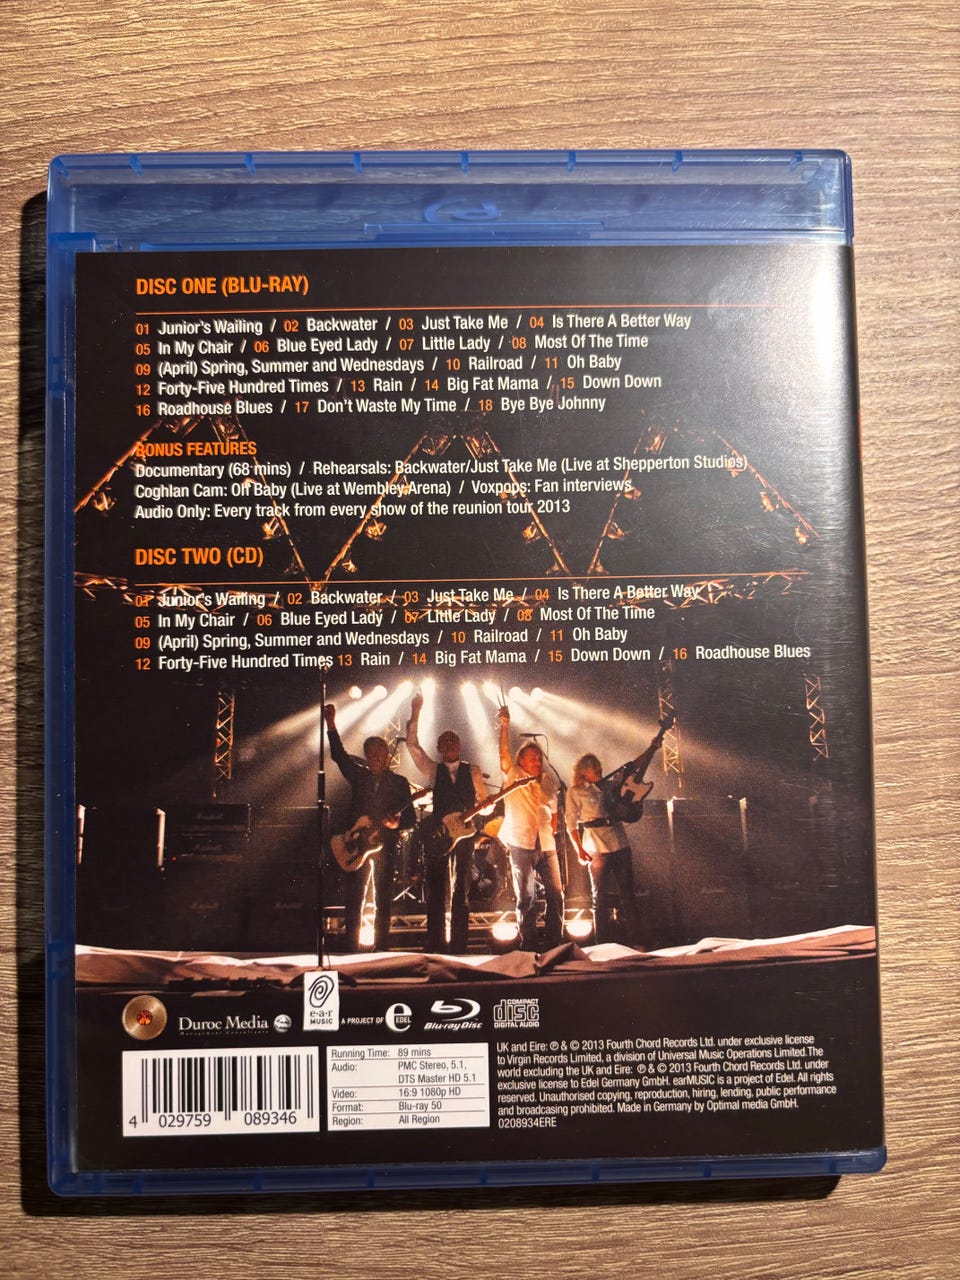 DISC ONE (BLU-RAY)
01 Junior's Wailing / 02 Backwater / 03 Just Take Me / 04 Is There A Better Way
05 In My Chair / 06 Blue Eyed Lady / 07 Little Lady / 08 Most Of The Time
09 (April) Spring, Summer and Wednesdays / 10 Railroad / 11 Oh Baby
12 Forty-Five Hundred Times / 13 Rain / 14 Big Fat Mama / 15 Down Down
16 Roadhouse Blues / 17 Don't Waste My Time / 18 Bye Bye Johnny
BONUS FEATURES
Documentary (68 mins) / Rehearsals: Backwater/Just Take Me (Live at Shepperton Studios)
Coghlan Cam: Oh Baby (Live at Wembley Arena) / Voxpops: Fan interviews
Audio Only: Every track from every show of the reunion tour 2013
DISC TWO (CD)
01 Junior's Wailing / 02 Backwater / 03 Just Take Me / 04 Is There A Better Way
05 In My Chair / 06 Blue Eyed Lady / 07 Little Lady / 08 Most Of The Time
09 (April) Spring, Summer and Wednesdays / 10 Railroad / 11 Oh Baby
12 Forty-Five Hundred Times 13 Rain / 14 Big Fat Mama / 15 Down Down / 16 Roadhouse Blues
Duroc Media
Management Consultants
e·a·r
MUSIC
A PROJECT OF
e
EDEL
Blu-ray Disc
COMPACT
disc
DIGITAL AUDIO
4 029759 089346
Running Time: 89 mins
Audio: PMC Stereo, 5.1,
DTS Master HD 5.1
Video: 16:9 1080p HD
Format: Blu-ray 50
Region: All Region
UK and Eire: ℗ & © 2013 Fourth Chord Records Ltd. under exclusive license
to Virgin Records Limited, a division of Universal Music Operations Limited.The
world excluding the UK and Eire: ℗ & © 2013 Fourth Chord Records Ltd. under
exclusive license to Edel Germany GmbH. earMUSIC is a project of Edel. All rights
reserved. Unauthorised copying, reproduction, hiring, lending, public performance
and broadcasting prohibited. Made in Germany by Optimal media GmbH.
0208934ERE